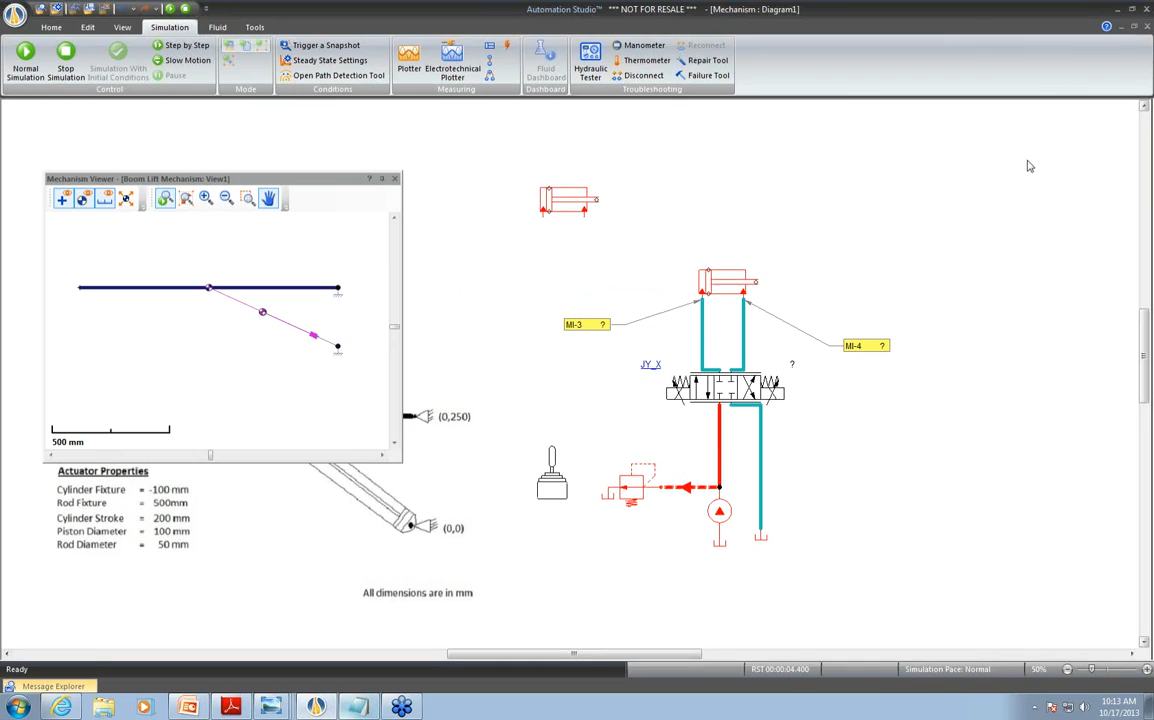 Automation Studio™ *** NOT FOR RESALE *** - [Mechanism : Diagram1]
Home Edit View Simulation Fluid Tools
Normal Simulation
Stop Simulation
Simulation With Initial Conditions
Step by Step
Slow Motion
Pause
Control
Mode
Trigger a Snapshot
Steady State Settings
Open Path Detection Tool
Conditions
Plotter
Electrotechnical Plotter
Measuring
Fluid Dashboard
Dashboard
Hydraulic Tester
Manometer
Thermometer
Disconnect
Reconnect
Repair Tool
Failure Tool
Troubleshooting
Mechanism Viewer - [Boom Lift Mechanism: View1]
500 mm
MI-3 ?
MI-4 ?
JY_X
?
(0,250)
Actuator Properties
Cylinder Fixture = -100 mm
Rod Fixture = 500mm
Cylinder Stroke = 200 mm
Piston Diameter = 100 mm
Rod Diameter = 50 mm
(0,0)
All dimensions are in mm
Ready
RST 00:00:04.400
Simulation Pace: Normal
50%
Message Explorer
10:13 AM
10/17/2013